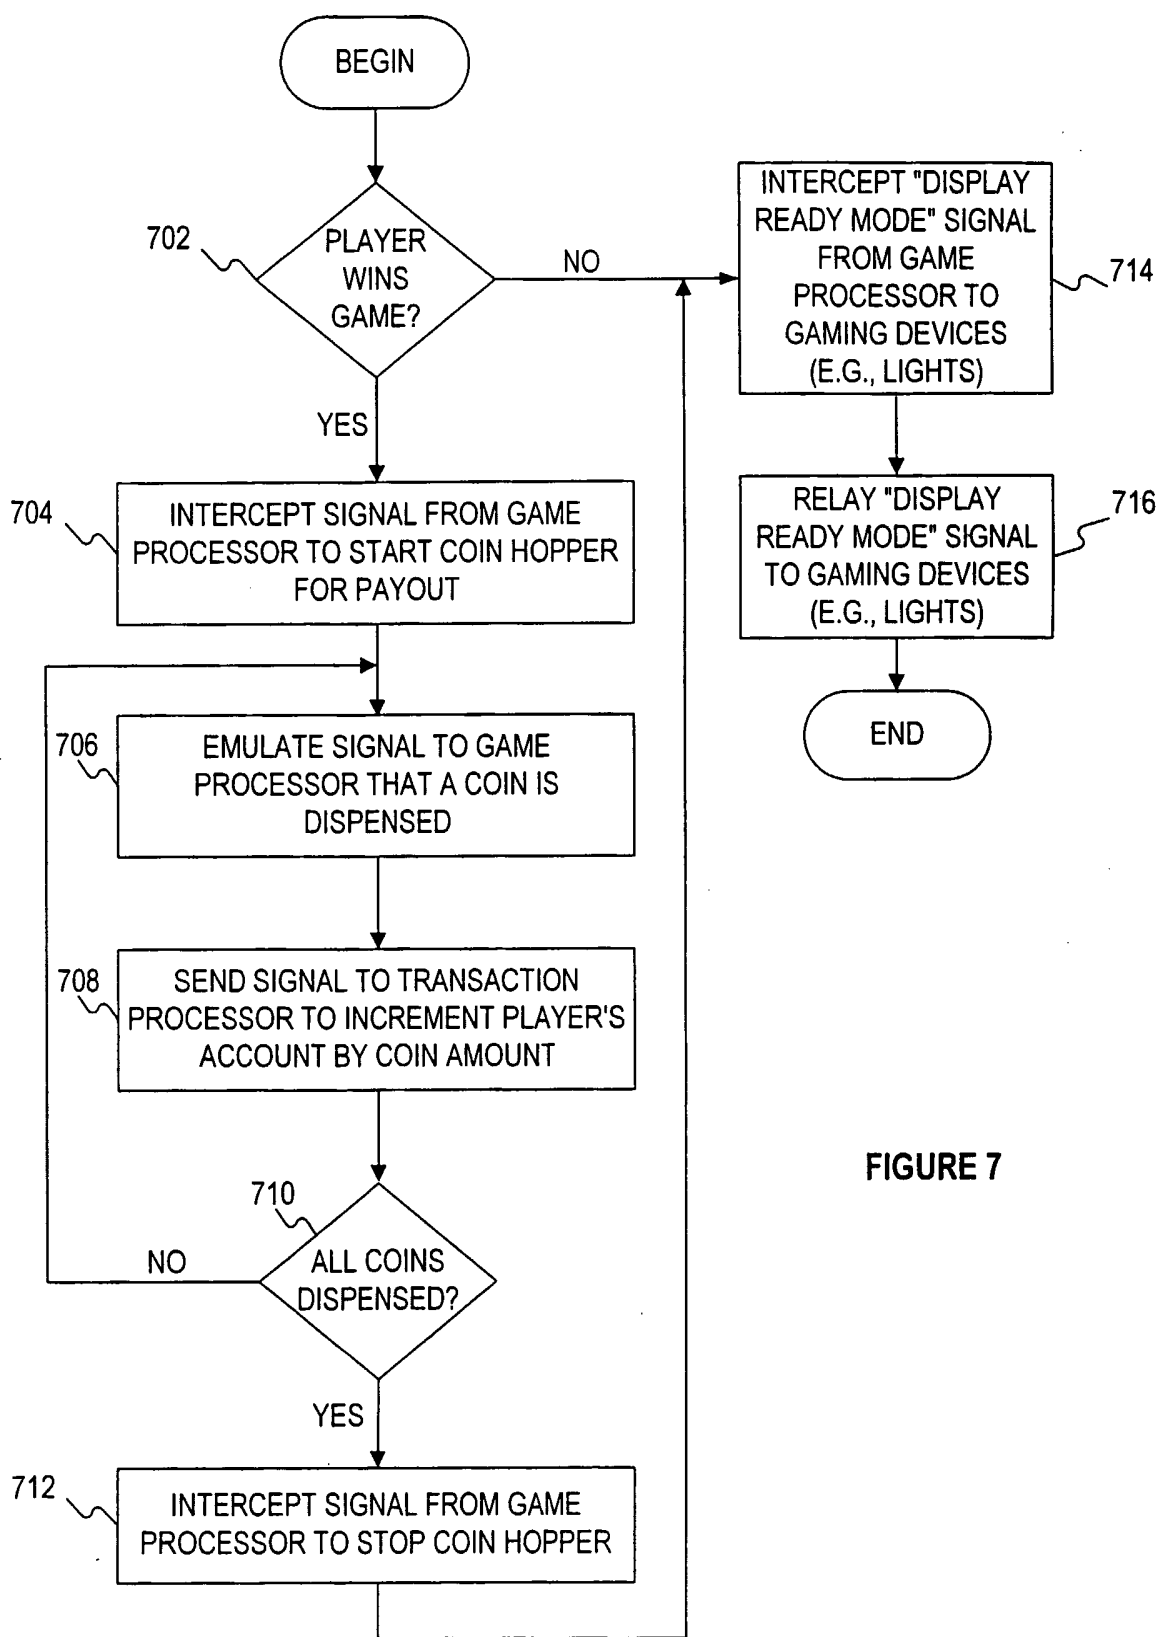 BEGIN
702
PLAYER
WINS
GAME?
NO
YES
704
INTERCEPT SIGNAL FROM GAME
PROCESSOR TO START COIN HOPPER
FOR PAYOUT
706
EMULATE SIGNAL TO GAME
PROCESSOR THAT A COIN IS
DISPENSED
708
SEND SIGNAL TO TRANSACTION
PROCESSOR TO INCREMENT PLAYER'S
ACCOUNT BY COIN AMOUNT
710
ALL COINS
DISPENSED?
NO
YES
712
INTERCEPT SIGNAL FROM GAME
PROCESSOR TO STOP COIN HOPPER
INTERCEPT "DISPLAY
READY MODE" SIGNAL
FROM GAME
PROCESSOR TO
GAMING DEVICES
(E.G., LIGHTS)
714
RELAY "DISPLAY
READY MODE" SIGNAL
TO GAMING DEVICES
(E.G., LIGHTS)
716
END
FIGURE 7